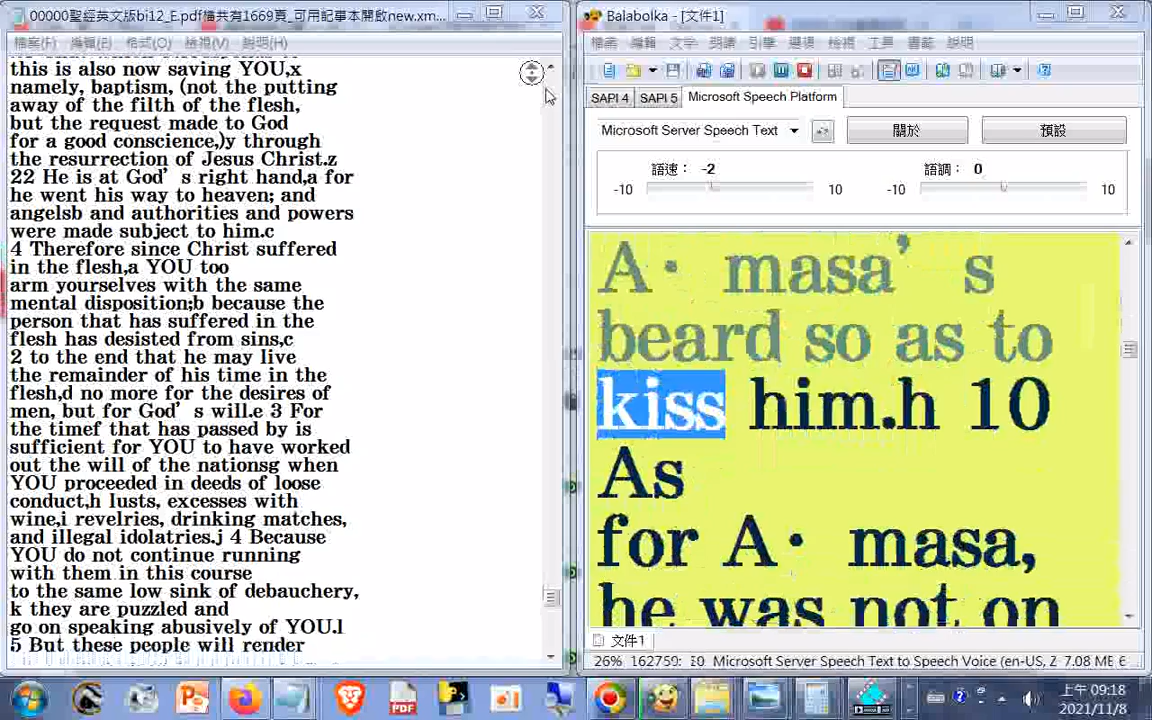 00000聖經英文版bi12_E.pdf檔共有1669頁_可用記事本開啟new.xm...
檔案(F) 編輯(E) 格式(O) 檢視(V) 說明(H)
this is also now saving YOU,x
namely, baptism, (not the putting
away of the filth of the flesh,
but the request made to God
for a good conscience,)y through
the resurrection of Jesus Christ.z
22 He is at God’s right hand,a for
he went his way to heaven; and
angelsb and authorities and powers
were made subject to him.c
4 Therefore since Christ suffered
in the flesh,a YOU too
arm yourselves with the same
mental disposition;b because the
person that has suffered in the
flesh has desisted from sins,c
2 to the end that he may live
the remainder of his time in the
flesh,d no more for the desires of
men, but for God’s will.e 3 For
the timef that has passed by is
sufficient for YOU to have worked
out the will of the nationsg when
YOU proceeded in deeds of loose
conduct,h lusts, excesses with
wine,i revelries, drinking matches,
and illegal idolatries.j 4 Because
YOU do not continue running
with them in this course
to the same low sink of debauchery,
k they are puzzled and
go on speaking abusively of YOU.l
5 But these people will render
Balabolka - [文件1]
檔案 編輯 文字 朗讀 引擎 選項 檢視 工具 書籤 說明
SAPI 4 SAPI 5 Microsoft Speech Platform
Microsoft Server Speech Text 關於 預設
語速： -2 語調： 0
-10 10 -10 10
A· masa’s
beard so as to
kiss him.h 10
As
for A· masa,
he was not on
文件1
26% 162759: Microsoft Server Speech Text to Speech Voice (en-US, Z 7.08 MB 6
PDF
上午 09:18
2021/11/8